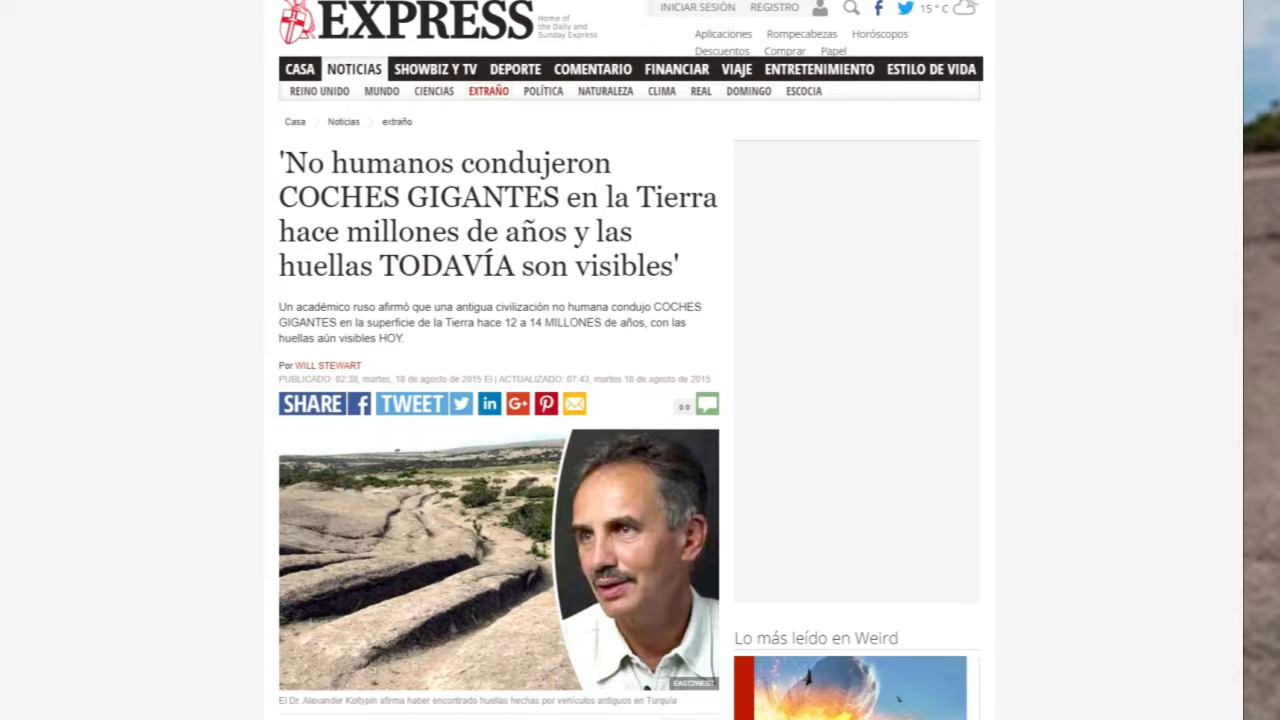 EXPRESS
Home of
the Daily and
Sunday Express
INICIAR SESIÓN REGISTRO
15°C
Aplicaciones Rompecabezas Horóscopos
Descuentos Comprar Papel
CASA NOTICIAS SHOWBIZ Y TV DEPORTE COMENTARIO FINANCIAR VIAJE ENTRETENIMIENTO ESTILO DE VIDA
REINO UNIDO MUNDO CIENCIAS EXTRAÑO POLÍTICA NATURALEZA CLIMA REAL DOMINGO ESCOCIA
Casa Noticias extraño
'No humanos condujeron
COCHES GIGANTES en la Tierra
hace millones de años y las
huellas TODAVÍA son visibles'
Un académico ruso afirmó que una antigua civilización no humana condujo COCHES
GIGANTES en la superficie de la Tierra hace 12 a 14 MILLONES de años, con las
huellas aún visibles HOY.
Por WILL STEWART
PUBLICADO: 02:38, martes, 18 de agosto de 2015 El | ACTUALIZADO: 07:43, martes 18 de agosto de 2015
SHARE f TWEET in G+ 0 0
EAST2WEST
El Dr. Alexander Koltypin afirma haber encontrado huellas hechas por vehículos antiguos en Turquía
Lo más leído en Weird